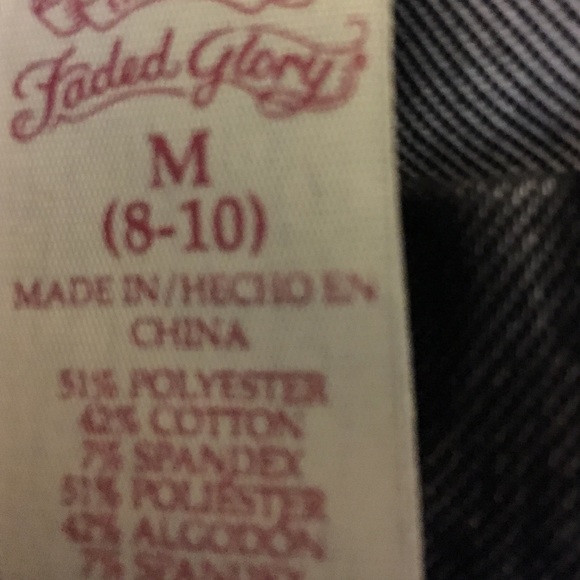 Faded Glory
M
(8-10)
MADE IN/HECHO EN
CHINA
51% POLYESTER
42% COTTON
7% SPANDEX
51% POLIESTER
42% ALGODON
7%